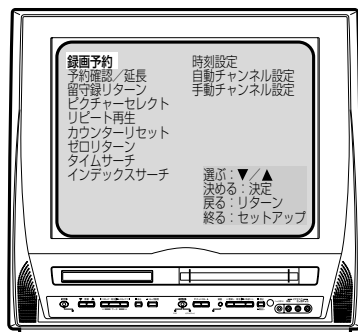 録画予約
予約確認／延長
留守録リターン
ピクチャーセレクト
リピート再生
カウンターリセット
ゼロリターン
タイムサーチ
インデックスサーチ
時刻設定
自動チャンネル設定
手動チャンネル設定
選ぶ：▼／▲
決める：決定
戻る：リターン
終る：セットアップ